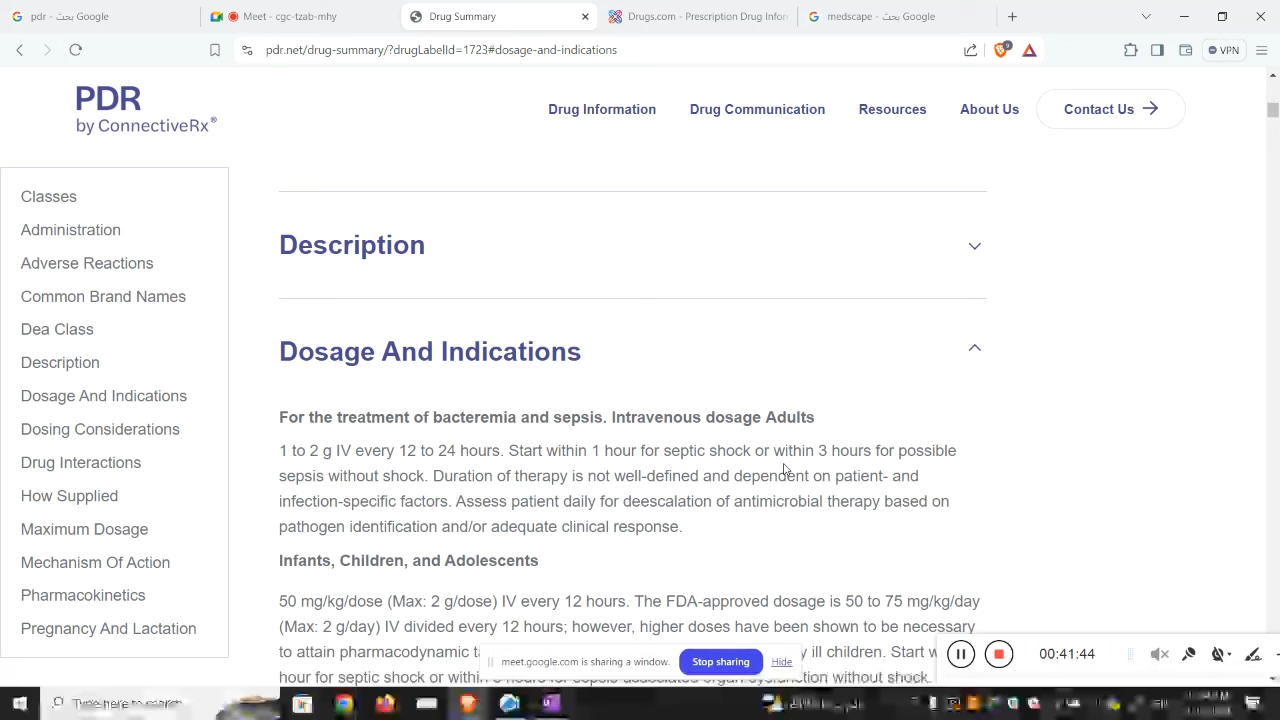 pdr - بحث Google
Meet - cgc-tzab-mhy
Drug Summary
Drugs.com - Prescription Drug Infor
medscape - بحث Google
pdr.net/drug-summary/?drugLabelId=1723#dosage-and-indications
9
VPN
PDR
by ConnectiveRx®
Drug Information
Drug Communication
Resources
About Us
Contact Us
Classes
Administration
Adverse Reactions
Common Brand Names
Dea Class
Description
Dosage And Indications
Dosing Considerations
Drug Interactions
How Supplied
Maximum Dosage
Mechanism Of Action
Pharmacokinetics
Pregnancy And Lactation
Description
Dosage And Indications
For the treatment of bacteremia and sepsis. Intravenous dosage Adults
1 to 2 g IV every 12 to 24 hours. Start within 1 hour for septic shock or within 3 hours for possible
sepsis without shock. Duration of therapy is not well-defined and dependent on patient- and
infection-specific factors. Assess patient daily for deescalation of antimicrobial therapy based on
pathogen identification and/or adequate clinical response.
Infants, Children, and Adolescents
50 mg/kg/dose (Max: 2 g/dose) IV every 12 hours. The FDA-approved dosage is 50 to 75 mg/kg/day
(Max: 2 g/day) IV divided every 12 hours; however, higher doses have been shown to be necessary
to attain pharmacodynamic ill children. Start
hour for septic shock or without shock.
meet.google.com is sharing a window.
Stop sharing
Hide
00:41:44